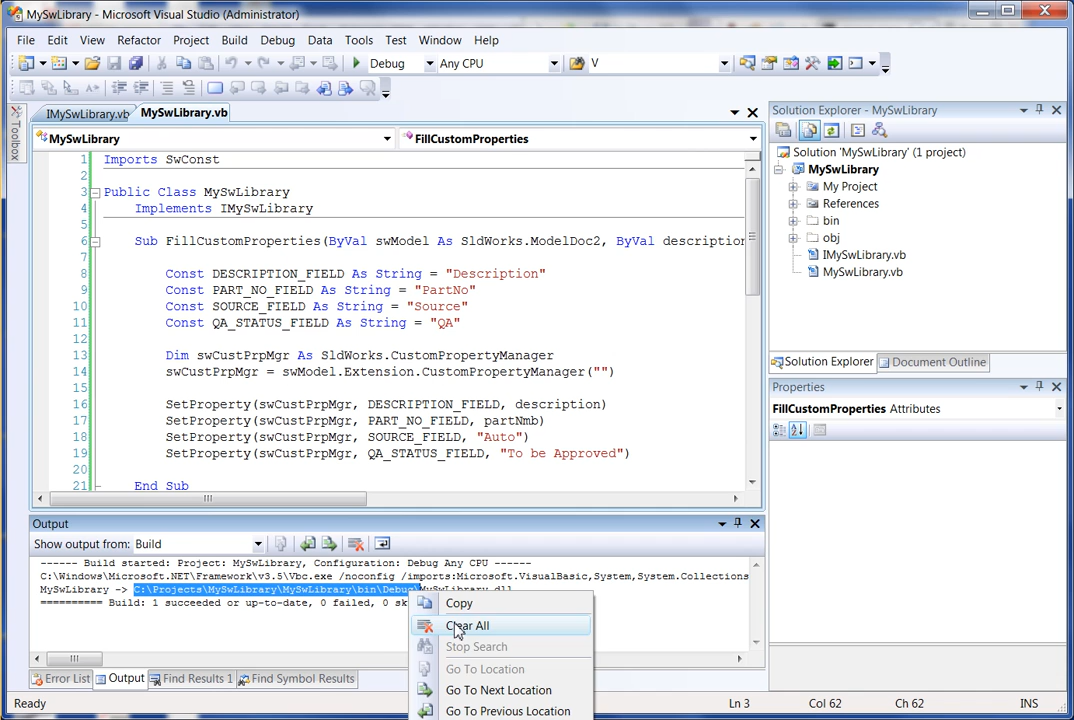 MySwLibrary - Microsoft Visual Studio (Administrator)
File Edit View Refactor Project Build Debug Data Tools Test Window Help
Debug Any CPU V
Toolbox
IMySwLibrary.vb MySwLibrary.vb
MySwLibrary FillCustomProperties
1 Imports SwConst
2
3 Public Class MySwLibrary
4 Implements IMySwLibrary
5
6 Sub FillCustomProperties(ByVal swModel As SldWorks.ModelDoc2, ByVal description
7
8 Const DESCRIPTION_FIELD As String = "Description"
9 Const PART_NO_FIELD As String = "PartNo"
10 Const SOURCE_FIELD As String = "Source"
11 Const QA_STATUS_FIELD As String = "QA"
12
13 Dim swCustPrpMgr As SldWorks.CustomPropertyManager
14 swCustPrpMgr = swModel.Extension.CustomPropertyManager("")
15
16 SetProperty(swCustPrpMgr, DESCRIPTION_FIELD, description)
17 SetProperty(swCustPrpMgr, PART_NO_FIELD, partNmb)
18 SetProperty(swCustPrpMgr, SOURCE_FIELD, "Auto")
19 SetProperty(swCustPrpMgr, QA_STATUS_FIELD, "To be Approved")
20
21 End Sub
Solution Explorer - MySwLibrary
Solution 'MySwLibrary' (1 project)
MySwLibrary
My Project
References
bin
obj
IMySwLibrary.vb
MySwLibrary.vb
Solution Explorer Document Outline
Properties
FillCustomProperties Attributes
Output
Show output from: Build
------ Build started: Project: MySwLibrary, Configuration: Debug Any CPU ------
C:\Windows\Microsoft.NET\Framework\v3.5\Vbc.exe /noconfig /imports:Microsoft.VisualBasic,System,System.Collections
MySwLibrary -> C:\Projects\MySwLibrary\MySwLibrary\bin\Debug\MySwLibrary.dll
========== Build: 1 succeeded or up-to-date, 0 failed, 0 sk
Copy
Clear All
Stop Search
Go To Location
Go To Next Location
Go To Previous Location
Error List Output Find Results 1 Find Symbol Results
Ready Ln 3 Col 62 Ch 62 INS